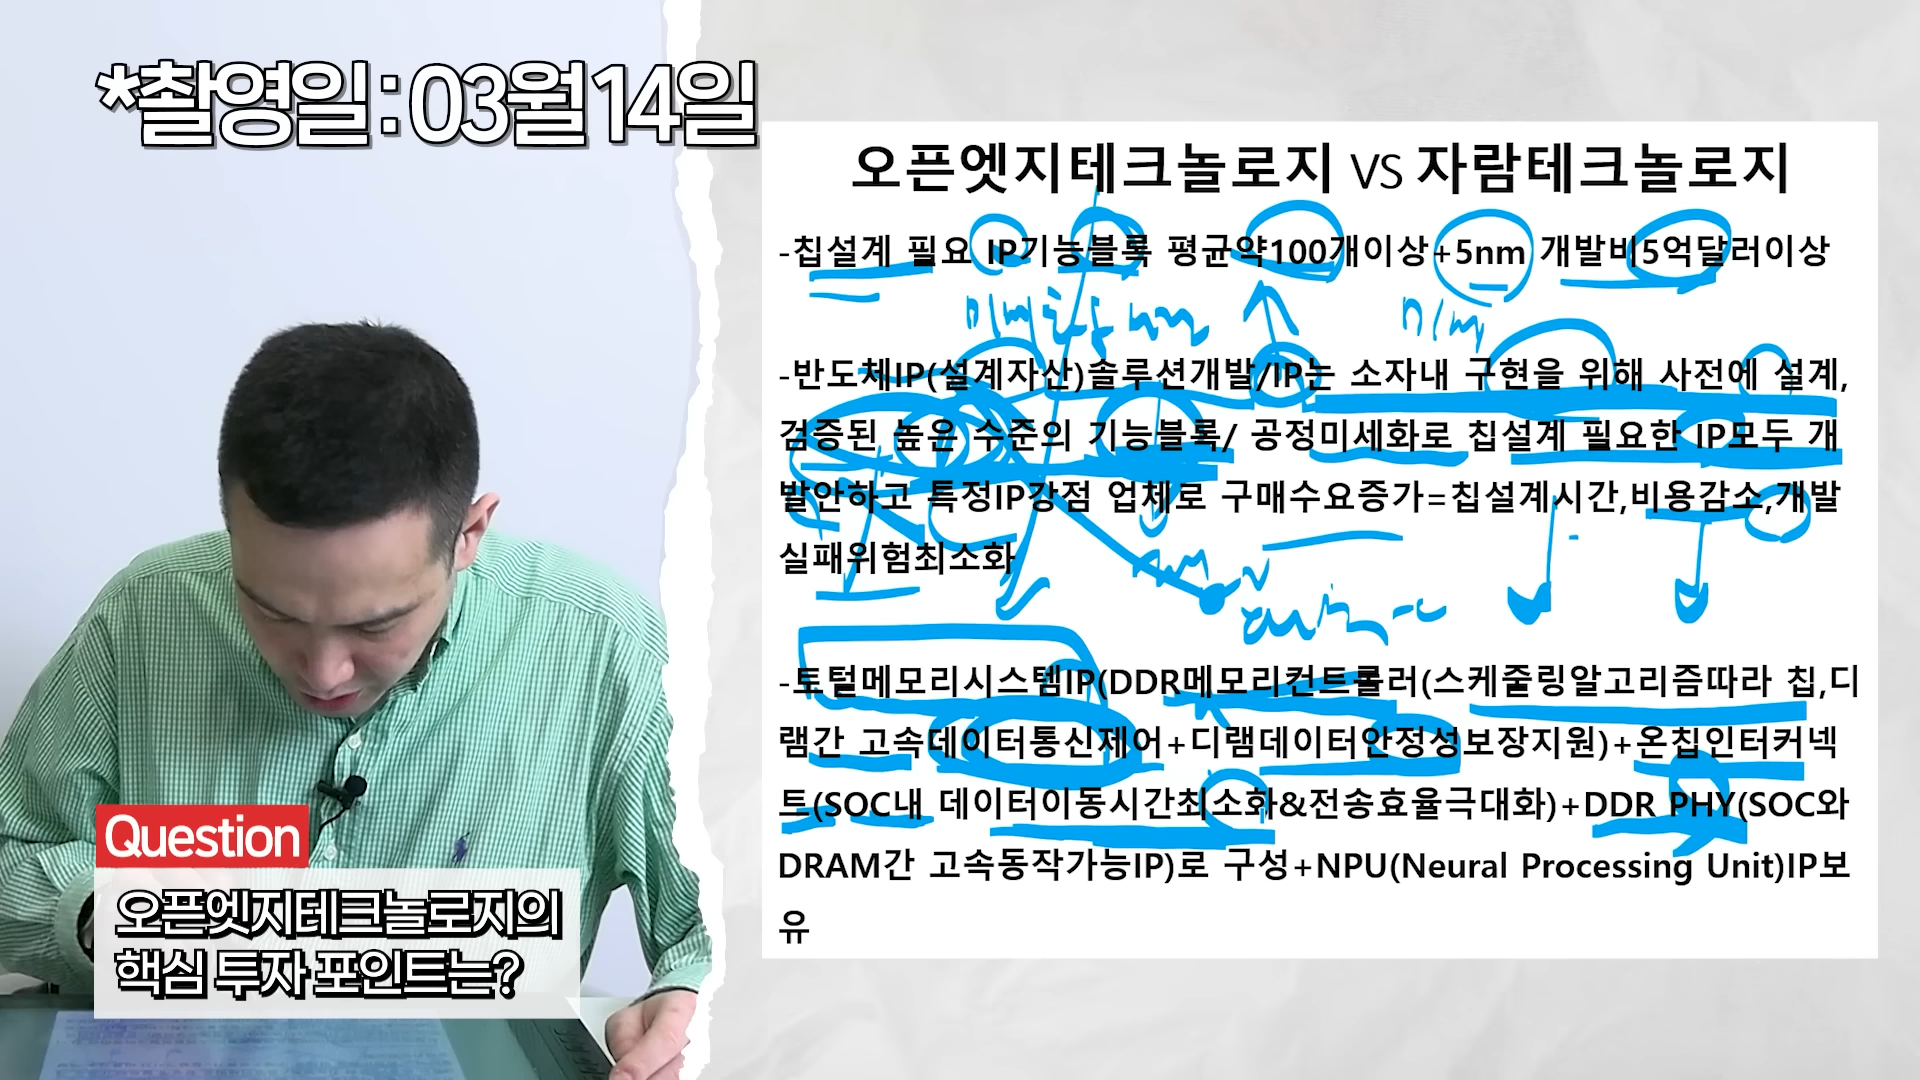 *촬영일:03월14일
오픈엣지테크놀로지 VS 자람테크놀로지
-칩설계 필요 IP기능블록 평균약100개이상+5nm 개발비5억달러이상
-반도체IP(설계자산)솔루션개발/IP는 소자내 구현을 위해 사전에 설계,
검증된 높은 수준의 기능블록/ 공정미세화로 칩설계 필요한 IP모두 개
발안하고 특정IP강점 업체로 구매수요증가=칩설계시간,비용감소,개발
실패위험최소화
-토털메모리시스템IP(DDR메모리컨트롤러(스케줄링알고리즘따라 칩,디
램간 고속데이터통신제어+디램데이터안정성보장지원)+온칩인터커넥
트(SOC내 데이터이동시간최소화&전송효율극대화)+DDR PHY(SOC와
DRAM간 고속동작가능IP)로 구성+NPU(Neural Processing Unit)IP보
유
Question
오픈엣지테크놀로지의
핵심 투자 포인트는?